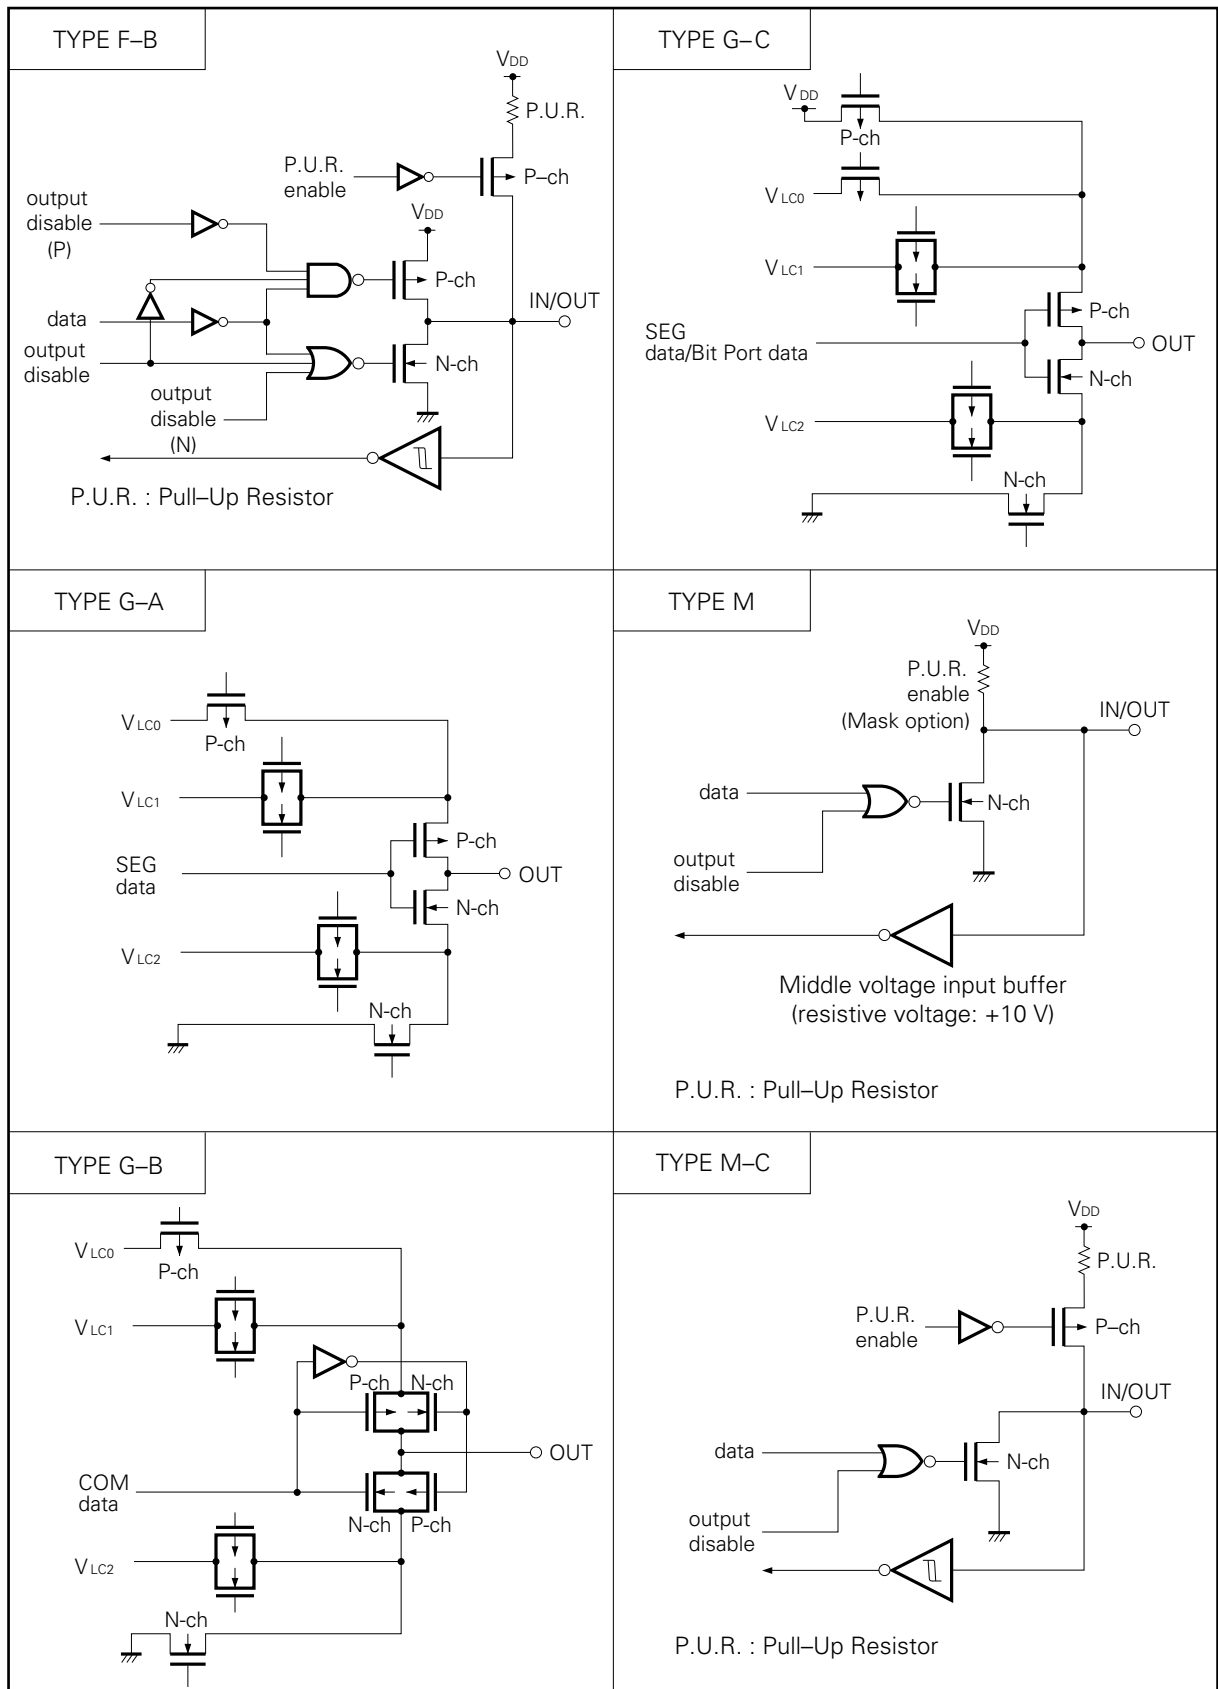 TYPE F–B
VDD
P.U.R.
P.U.R.
enable
P–ch
output
disable
(P)
VDD
P-ch
IN/OUT
data
output
disable
N-ch
output
disable
(N)
P.U.R. : Pull–Up Resistor
TYPE G–C
VDD
P-ch
VLC0
VLC1
P-ch
SEG
data/Bit Port data
OUT
N-ch
VLC2
N-ch
TYPE G–A
VLC0
P-ch
VLC1
P-ch
SEG
data
OUT
N-ch
VLC2
N-ch
TYPE M
VDD
P.U.R.
enable
(Mask option)
IN/OUT
data
N-ch
output
disable
Middle voltage input buffer
(resistive voltage: +10 V)
P.U.R. : Pull–Up Resistor
TYPE G–B
VLC0
P-ch
VLC1
P-ch N-ch
OUT
COM
data
N-ch P-ch
VLC2
N-ch
TYPE M–C
VDD
P.U.R.
P.U.R.
enable
P–ch
IN/OUT
data
N-ch
output
disable
P.U.R. : Pull–Up Resistor